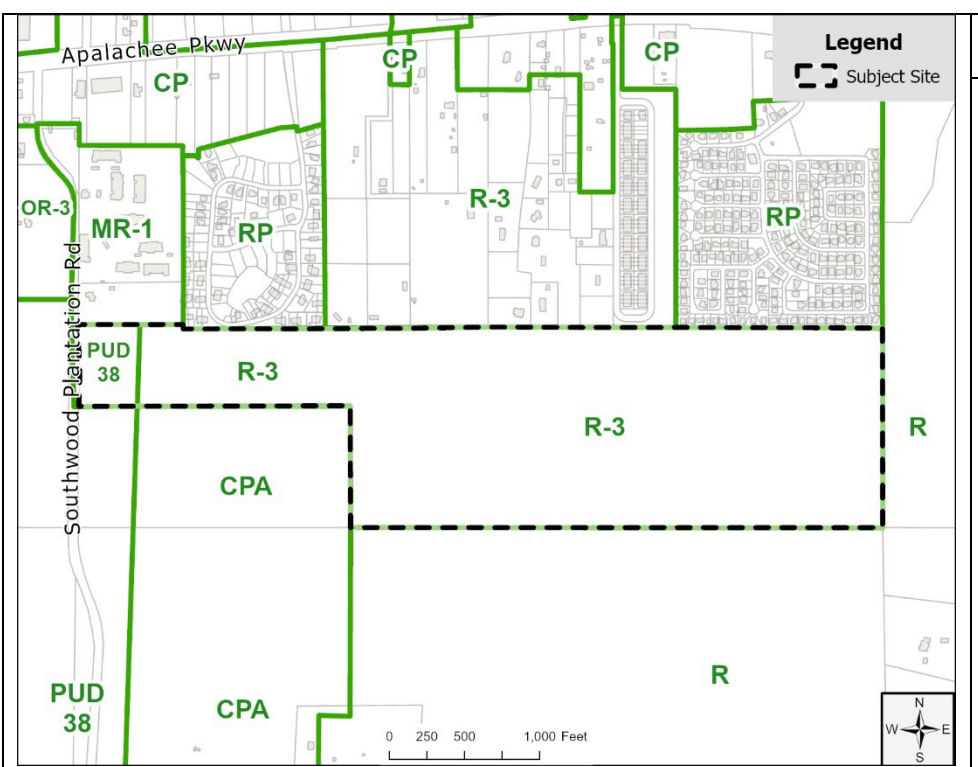 Apalachee Pkwy
CP
CP
CP
Legend
Subject Site
OR-3
MR-1
RP
R-3
RP
Southwood Plantation Rd
PUD
38
R-3
R-3
R
CPA
R
PUD
38
CPA
0 250 500 1,000 Feet
N
W E
S